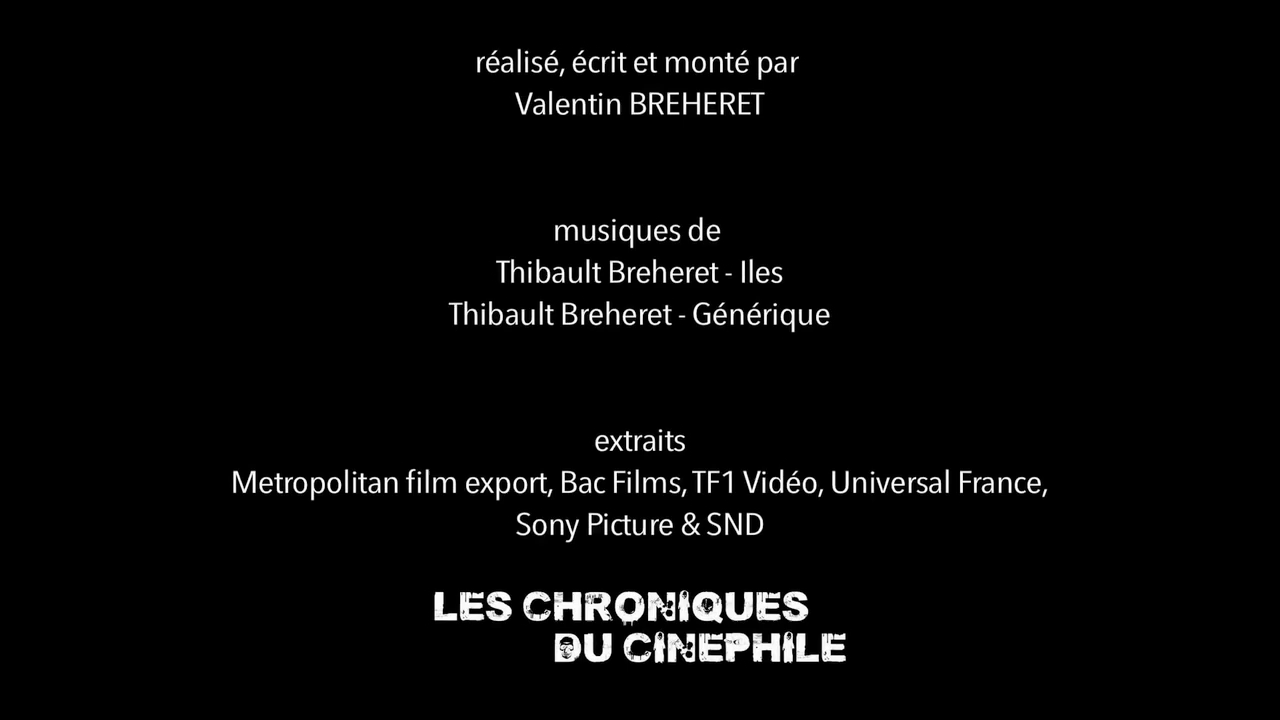 réalisé, écrit et monté par
Valentin BREHERET
musiques de
Thibault Breheret - Iles
Thibault Breheret - Générique
extraits
Metropolitan film export, Bac Films, TF1 Vidéo, Universal France,
Sony Picture & SND
LES CHRONIQUES
DU CINEPHILE